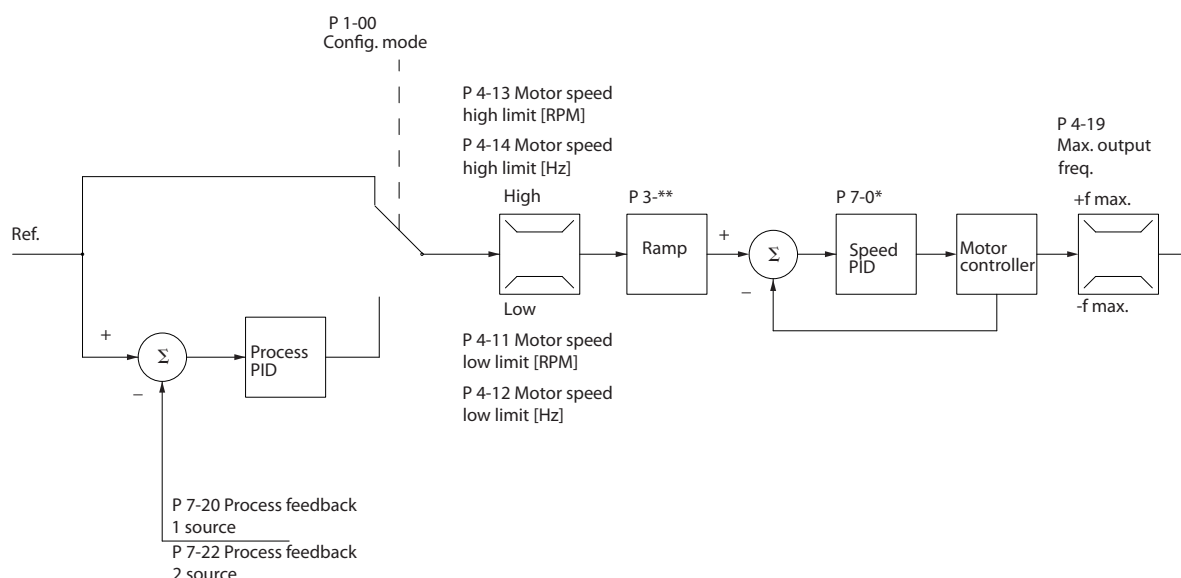 P 1-00
Config. mode
P 4-13 Motor speed
high limit [RPM]
P 4-14 Motor speed
high limit [Hz]
P 4-19
Max. output
freq.
High
P 3-**
P 7-0*
+f max.
Ref.
Ramp
+
Σ
Speed
PID
Motor
controller
−
Low
-f max.
+
Σ
Process
PID
P 4-11 Motor speed
low limit [RPM]
−
P 4-12 Motor speed
low limit [Hz]
P 7-20 Process feedback
1 source
P 7-22 Process feedback
2 source